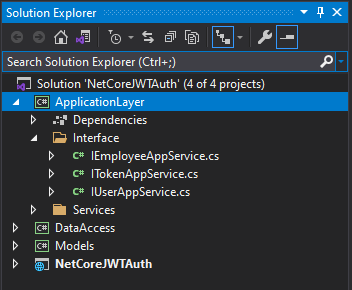 Solution Explorer
Search Solution Explorer (Ctrl+;)
Solution 'NetCoreJWTAuth' (4 of 4 projects)
C# ApplicationLayer
Dependencies
Interface
C# IEmployeeAppService.cs
C# ITokenAppService.cs
C# IUserAppService.cs
Services
C# DataAccess
C# Models
NetCoreJWTAuth